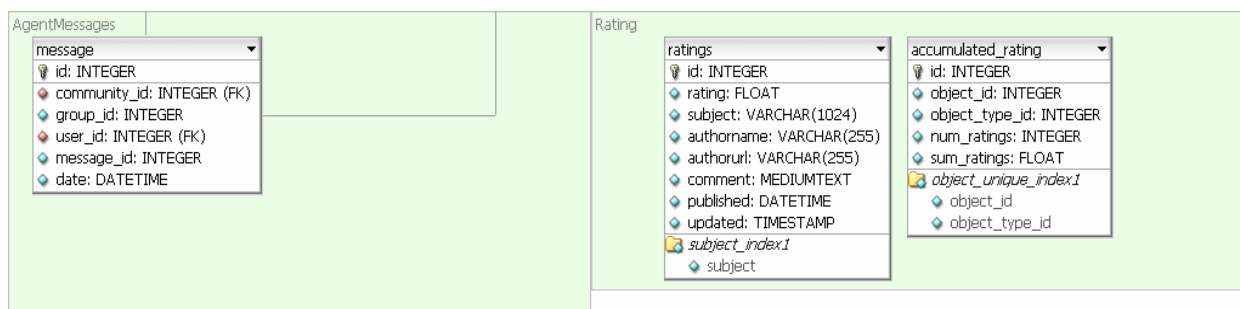 AgentMessages
message
id: INTEGER
community_id: INTEGER (FK)
group_id: INTEGER
user_id: INTEGER (FK)
message_id: INTEGER
date: DATETIME
Rating
ratings
id: INTEGER
rating: FLOAT
subject: VARCHAR(1024)
authorname: VARCHAR(255)
authorurl: VARCHAR(255)
comment: MEDIUMTEXT
published: DATETIME
updated: TIMESTAMP
subject_index1
subject
accumulated_rating
id: INTEGER
object_id: INTEGER
object_type_id: INTEGER
num_ratings: INTEGER
sum_ratings: FLOAT
object_unique_index1
object_id
object_type_id